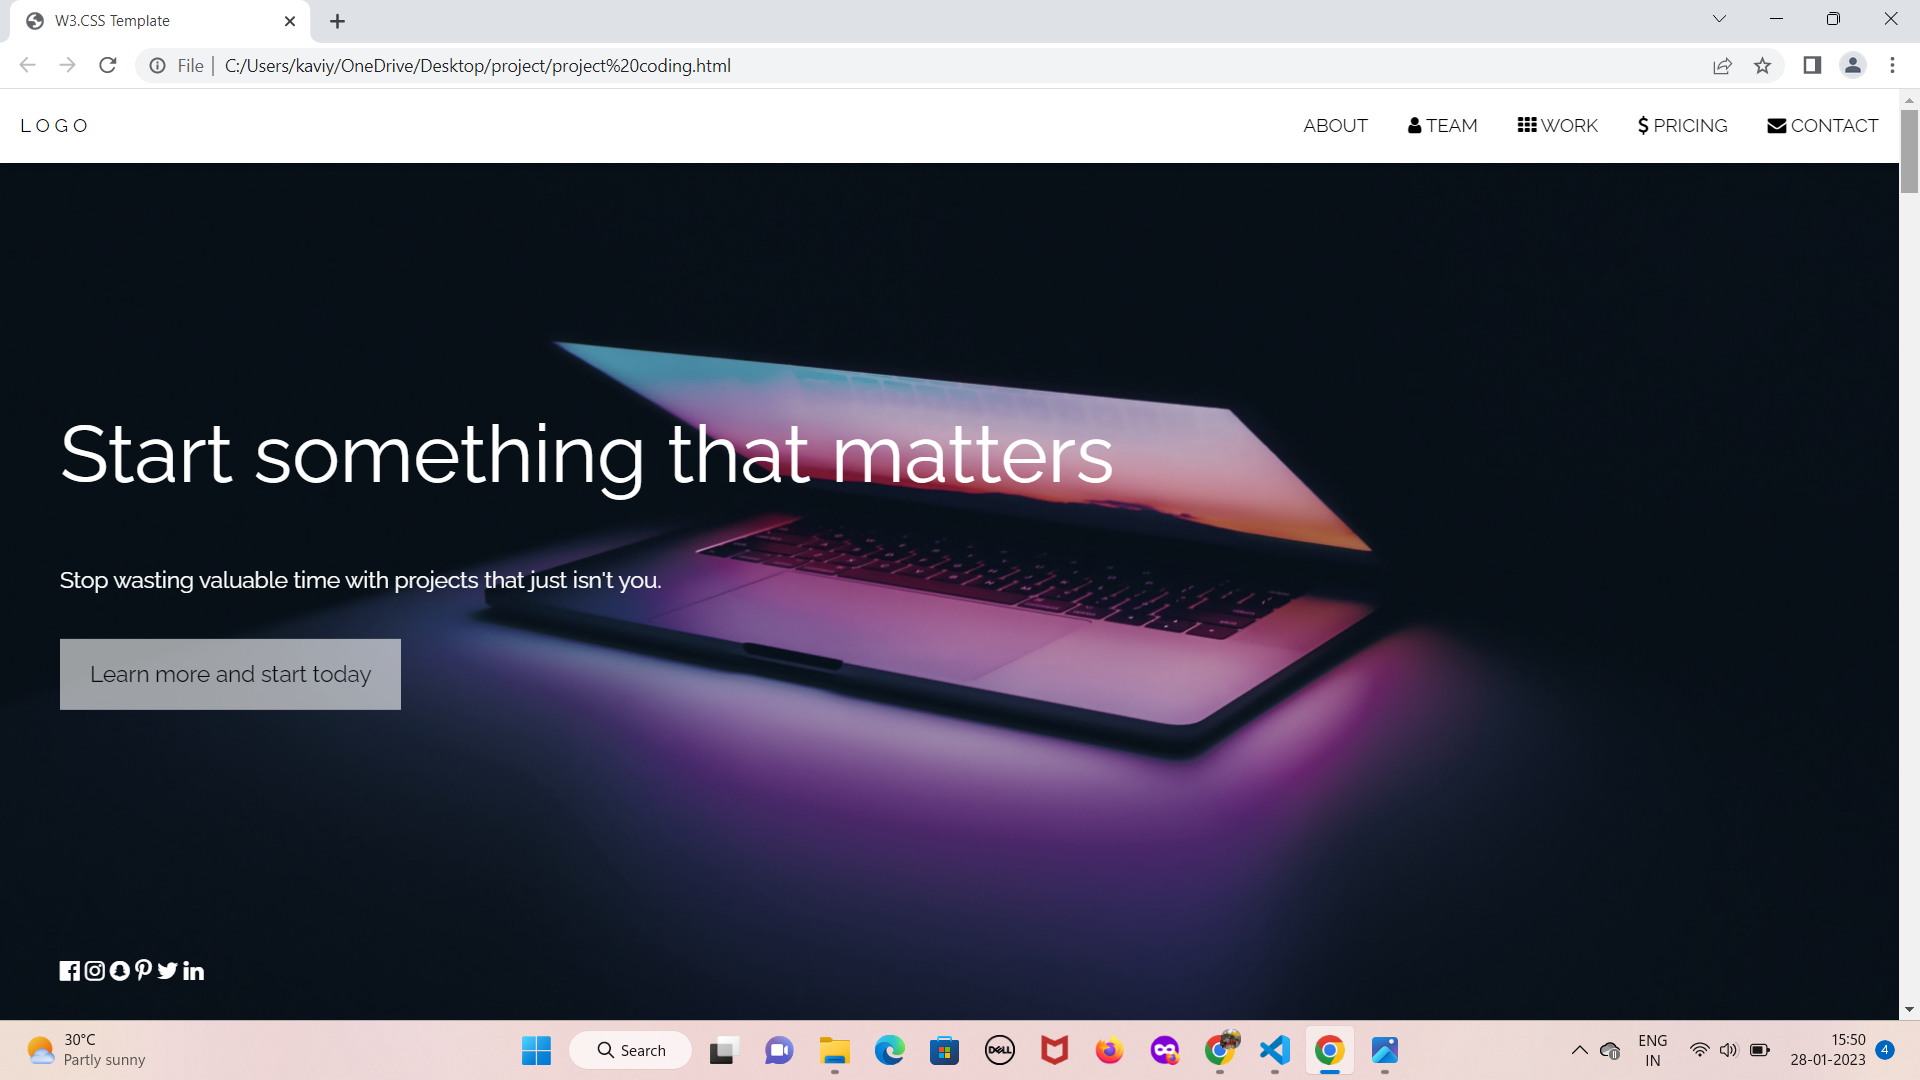 W3.CSS Template
File | C:/Users/kaviy/OneDrive/Desktop/project/project%20coding.html
LOGO
ABOUT TEAM WORK $ PRICING CONTACT
Start something that matters
Stop wasting valuable time with projects that just isn't you.
Learn more and start today
30°C
Partly sunny
Search
DELL
ENG
IN
15:50
28-01-2023
4